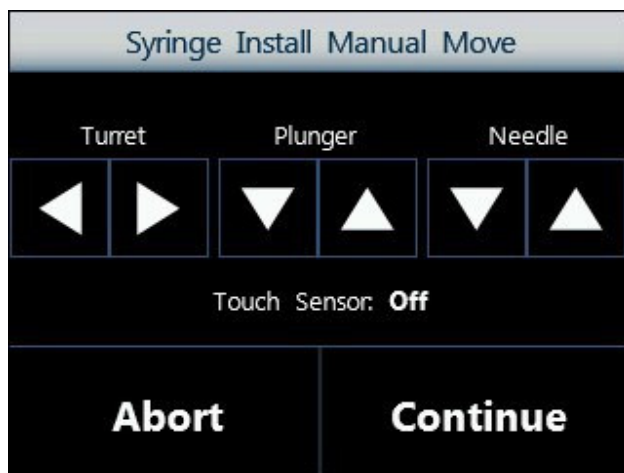 Syringe Install Manual Move
Turret Plunger Needle
Touch Sensor: Off
Abort Continue